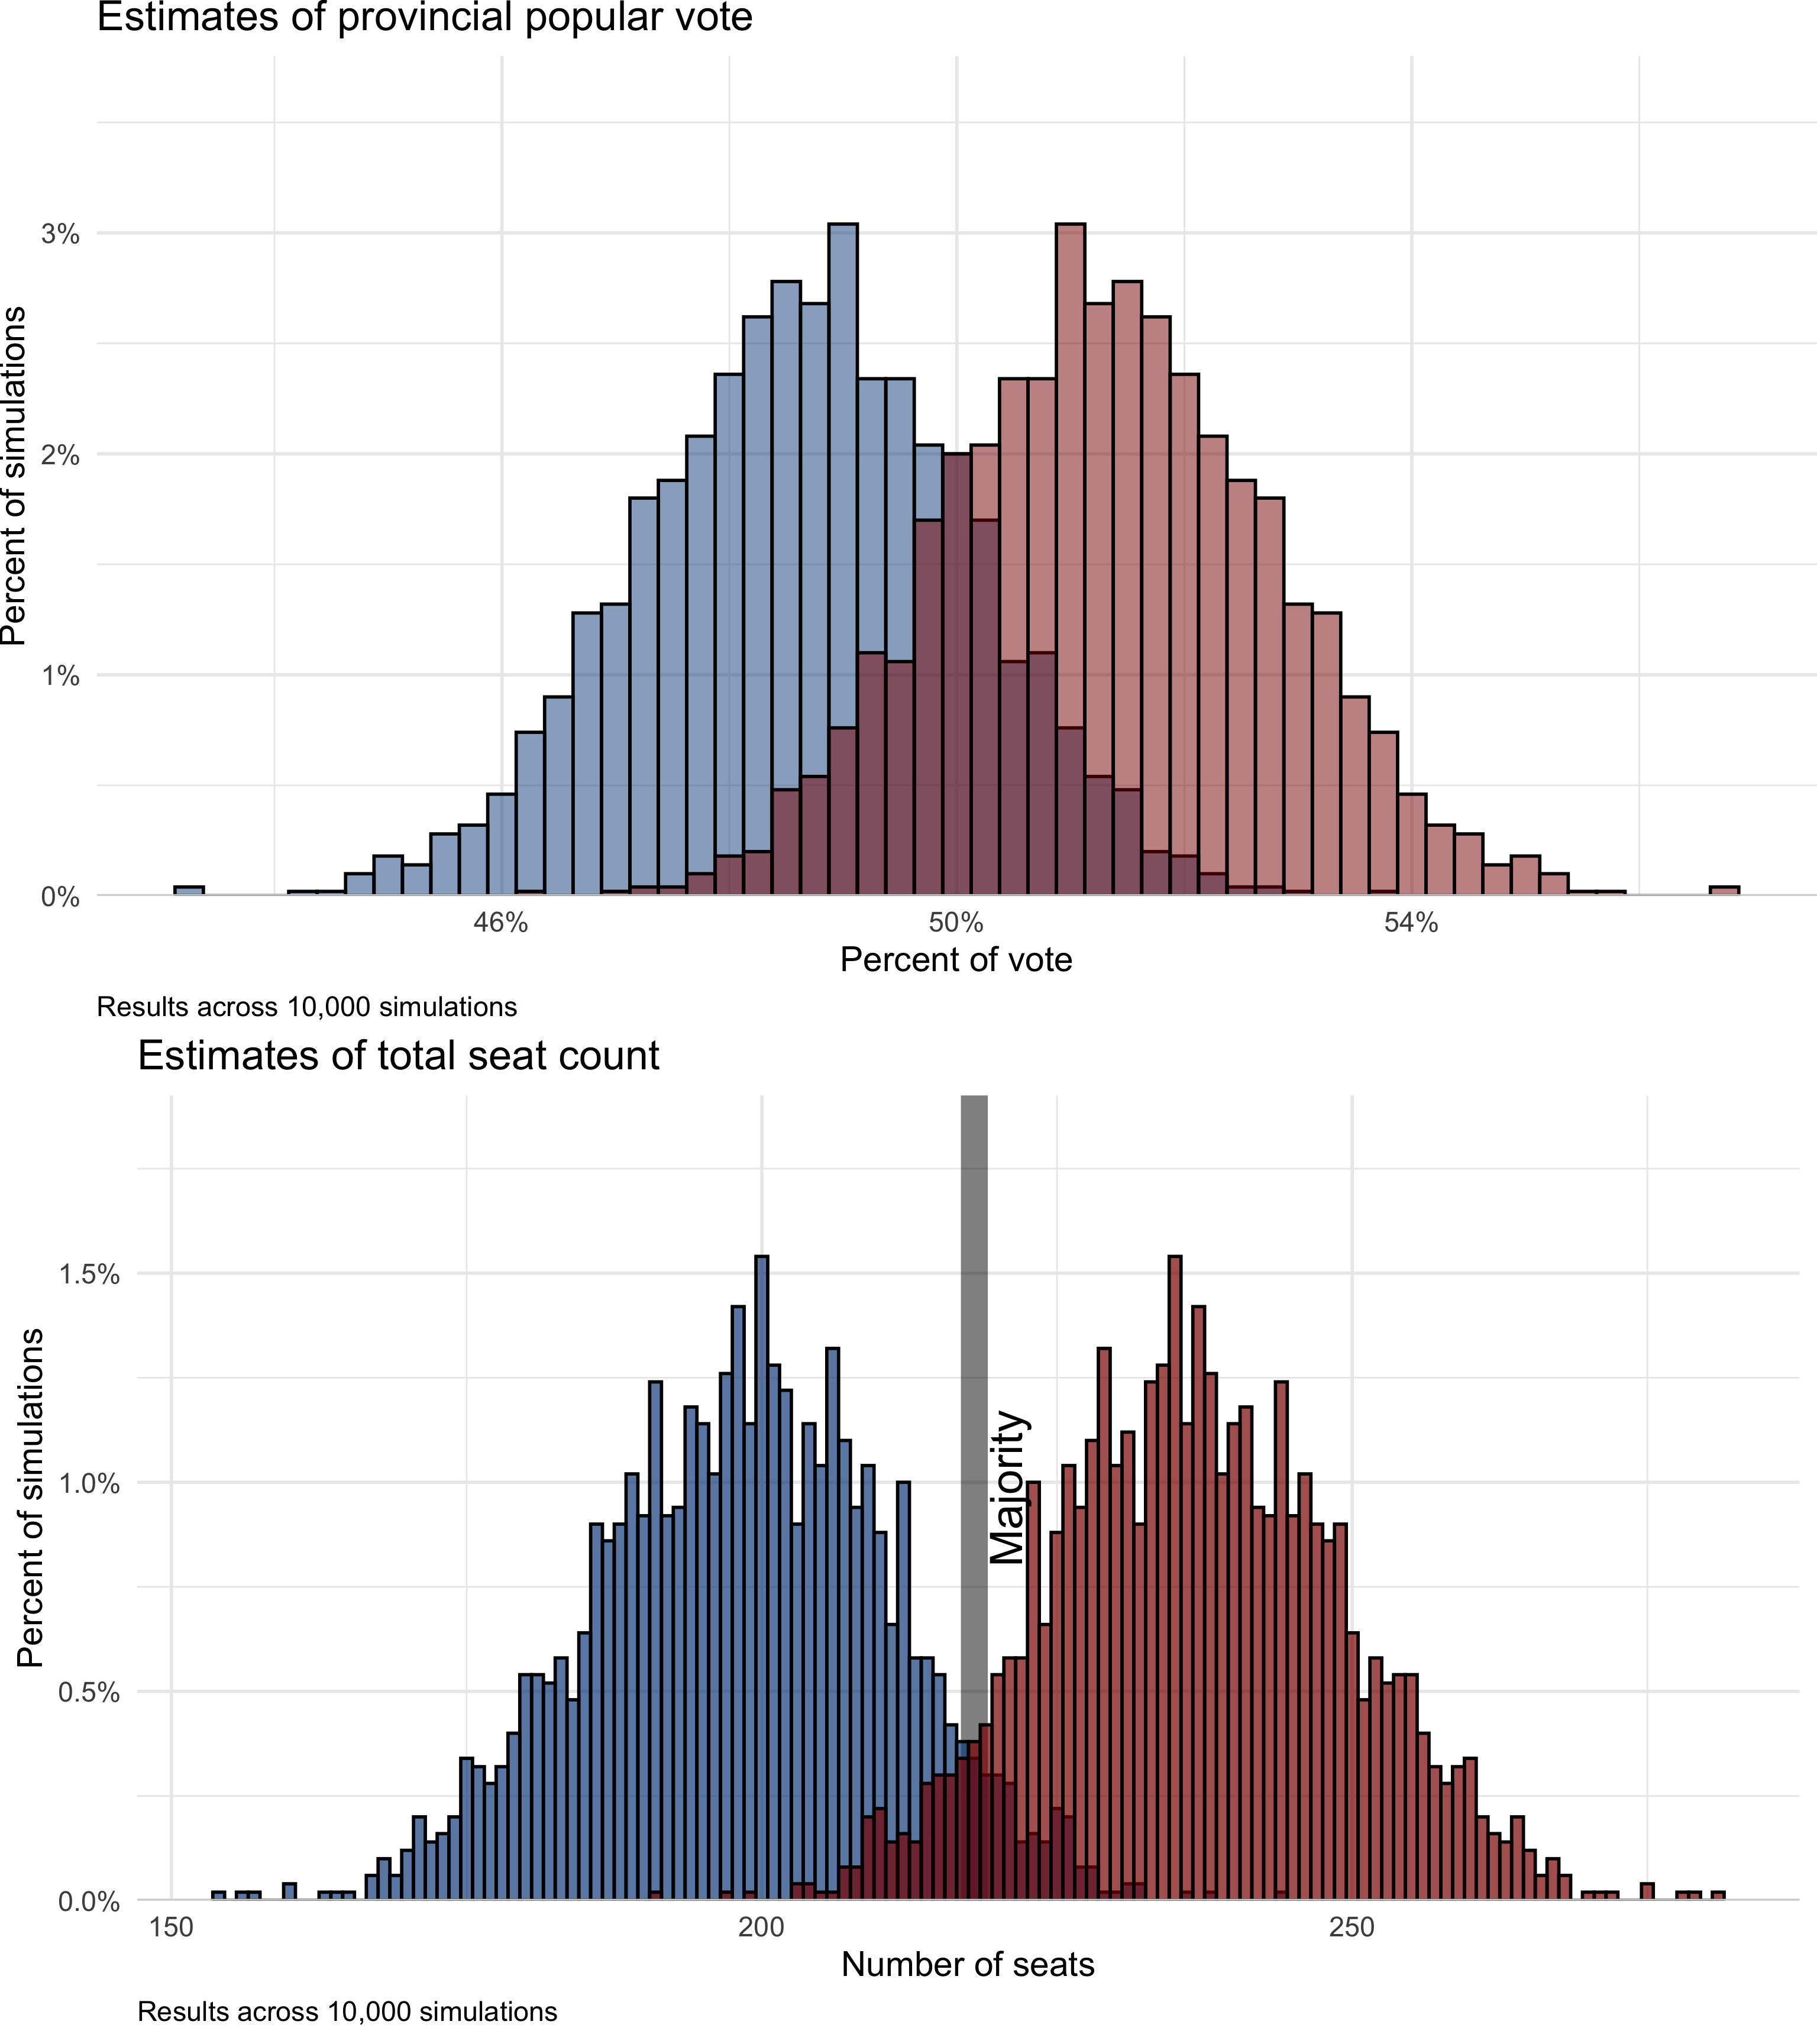 Estimates of provincial popular vote
3%
2%
1%
0%
Percent of simulations
46% 50% 54%
Percent of vote
Results across 10,000 simulations
Estimates of total seat count
1.5%
1.0%
0.5%
0.0%
Percent of simulations
Majority
150 200 250
Number of seats
Results across 10,000 simulations